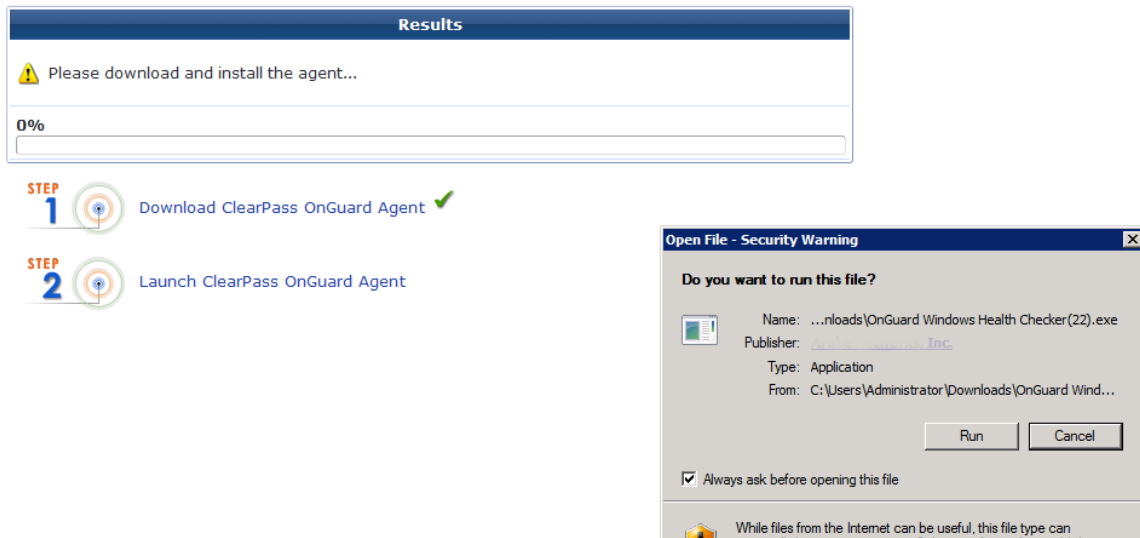 Results
Please download and install the agent...
0%
STEP
1
Download ClearPass OnGuard Agent
STEP
2
Launch ClearPass OnGuard Agent
Open File - Security Warning
Do you want to run this file?
Name: ...nloads\OnGuard Windows Health Checker(22).exe
Publisher: Inc.
Type: Application
From: C:\Users\Administrator\Downloads\OnGuard Wind...
Run Cancel
Always ask before opening this file
While files from the Internet can be useful, this file type can